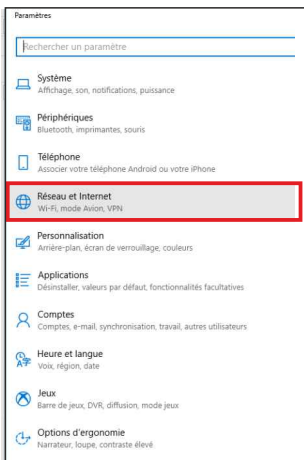 Paramètres
Rechercher un paramètre
Système
Affichage, son, notifications, puissance
Périphériques
Bluetooth, imprimantes, souris
Téléphone
Associer votre téléphone Android ou votre iPhone
Réseau et Internet
Wi-Fi, mode Avion, VPN
Personnalisation
Arrière-plan, écran de verrouillage, couleurs
Applications
Désinstaller, valeurs par défaut, fonctionnalités facultatives
Comptes
Comptes, e-mail, synchronisation, travail, autres utilisateurs
Heure et langue
Voix, région, date
Jeux
Barre de jeux, DVR, diffusion, mode jeux
Options d'ergonomie
Narrateur, loupe, contraste élevé